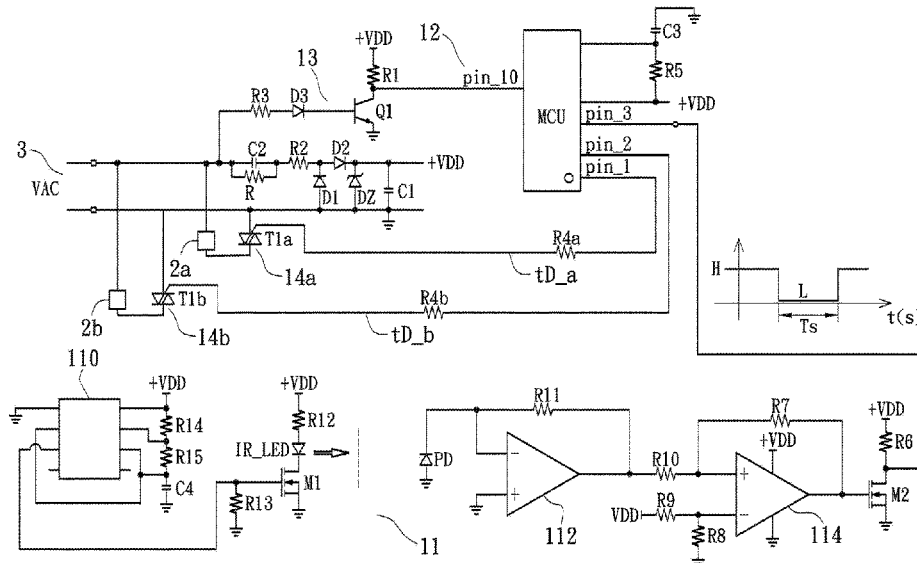 +VDD
12
C3
13
R1
pin_10
R5
R3
D3
Q1
MCU
+VDD
pin_3
3
VAC
C2
R2
D2
+VDD
pin_2
pin_1
R
D1
DZ
C1
2a
T1a
14a
R4a
tD_a
2b
T1b
14b
R4b
tD_b
H
L
Ts
t(s)
110
+VDD
R14
R15
C4
+VDD
R12
IR_LED
M1
R13
11
R11
PD
−
+
112
R10
R9
VDD
R8
R7
+VDD
+
−
114
+VDD
R6
M2